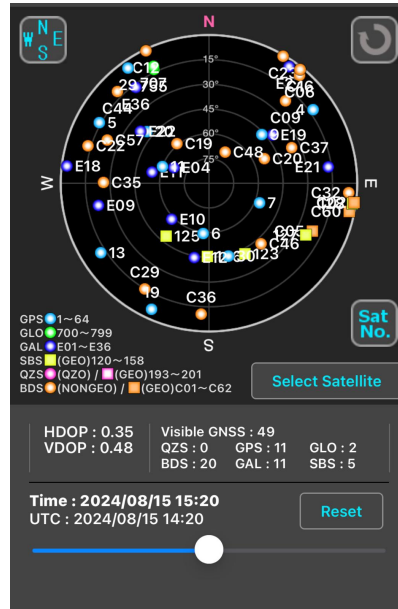 N
W N E
S
15°
30°
45°
60°
75°
C12
C44
E36
C57
C22
C19
C48
C09
C06
4
5
9
E19
C37
C20
E21
E18
11
E04
W
E
C35
E09
7
C32
C60
E10
6
125
C05
C46
123
13
C29
19
C36
S
GPS 1~64
GLO 700~799
GAL E01~E36
SBS (GEO)120~158
QZS (QZO) / (GEO)193~201
BDS (NONGEO) / (GEO)C01~C62
Sat
No.
Select Satellite
HDOP : 0.35
VDOP : 0.48
Visible GNSS : 49
QZS : 0 GPS : 11 GLO : 2
BDS : 20 GAL : 11 SBS : 5
Time : 2024/08/15 15:20
UTC : 2024/08/15 14:20
Reset